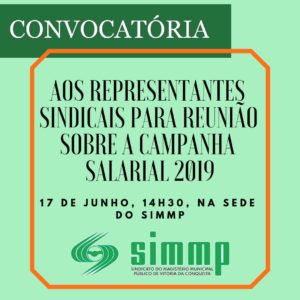 CONVOCATÓRIA
AOS REPRESENTANTES
SINDICAIS PARA REUNIÃO
SOBRE A CAMPANHA
SALARIAL 2019
17 DE JUNHO, 14H30, NA SEDE
DO SIMMP
simmp
SINDICATO DO MAGISTÉRIO MUNICIPAL
PÚBLICO DE VITÓRIA DA CONQUISTA